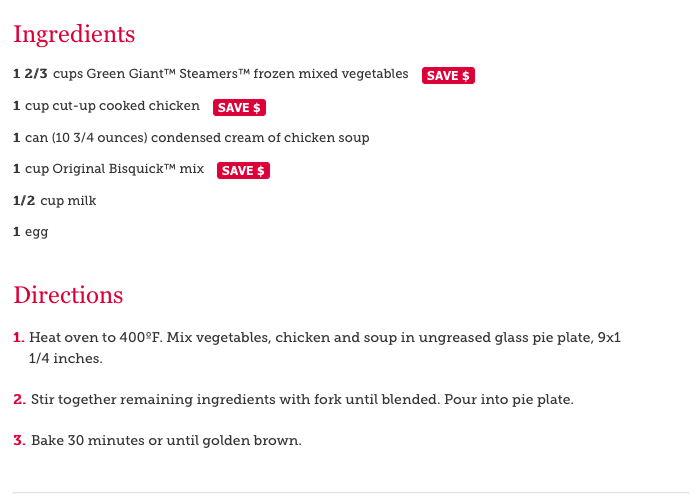 Ingredients
1 2/3 cups Green Giant™ Steamers™ frozen mixed vegetables SAVE $
1 cup cut-up cooked chicken SAVE $
1 can (10 3/4 ounces) condensed cream of chicken soup
1 cup Original Bisquick™ mix SAVE $
1/2 cup milk
1 egg
Directions
1. Heat oven to 400ºF. Mix vegetables, chicken and soup in ungreased glass pie plate, 9x1
1/4 inches.
2. Stir together remaining ingredients with fork until blended. Pour into pie plate.
3. Bake 30 minutes or until golden brown.